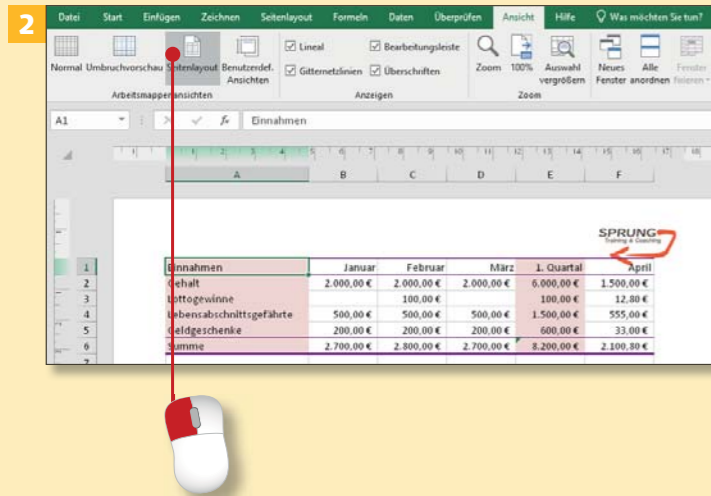 2
Datei Start Einfügen Zeichnen Seitenlayout Formeln Daten Überprüfen Ansicht Hilfe Was möchten Sie tun?
Normal Umbruchvorschau Seitenlayout Benutzerdef. Ansichten
Lineal Bearbeitungsleiste
Gitternetzlinien Überschriften
Zoom 100% Auswahl vergrößern
Neues Fenster Alle anordnen Fenster
Arbeitsmappenansichten Anzeigen Zoom
A1 fx Einnahmen
A B C D E F
SPRUNG
Training & Coaching
1 Einnahmen Januar Februar März 1. Quartal April
2 Gehalt 2.000,00 € 2.000,00 € 2.000,00 € 6.000,00 € 1.500,00 €
3 Lottogewinne 100,00 € 100,00 € 12,80 €
4 Lebensabschnittsgefährte 500,00 € 500,00 € 500,00 € 1.500,00 € 555,00 €
5 Geldgeschenke 200,00 € 200,00 € 200,00 € 600,00 € 33,00 €
6 Summe 2.700,00 € 2.800,00 € 2.700,00 € 8.200,00 € 2.100,80 €
7